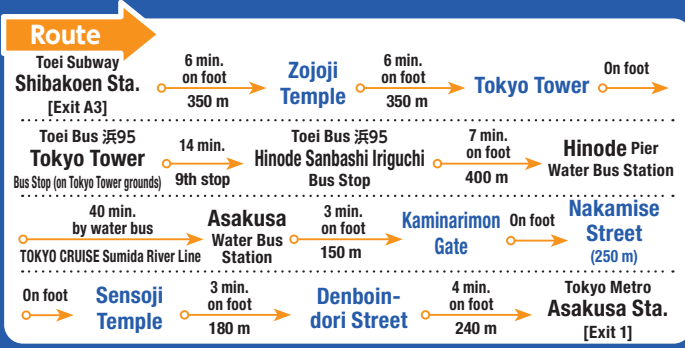 Route
Toei Subway
Shibakoen Sta.
[Exit A3]
6 min.
on foot
350 m
Zojoji
Temple
6 min.
on foot
350 m
Tokyo Tower
On foot
Toei Bus 浜95
Tokyo Tower
Bus Stop (on Tokyo Tower grounds)
14 min.
9th stop
Toei Bus 浜95
Hinode Sanbashi Iriguchi
Bus Stop
7 min.
on foot
400 m
Hinode Pier
Water Bus Station
40 min.
by water bus
TOKYO CRUISE Sumida River Line
Asakusa
Water Bus
Station
3 min.
on foot
150 m
Kaminarimon
Gate
On foot
Nakamise
Street
(250 m)
On foot
Sensoji
Temple
3 min.
on foot
180 m
Denboin-
dori Street
4 min.
on foot
240 m
Tokyo Metro
Asakusa Sta.
[Exit 1]